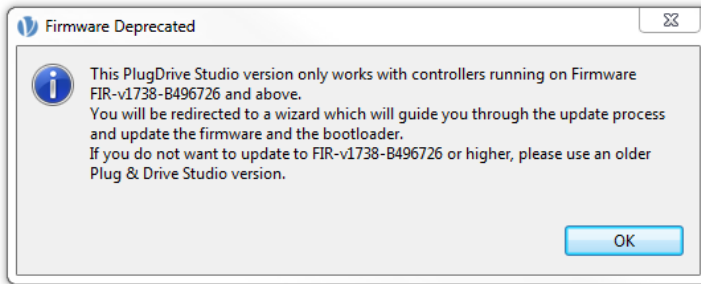 Firmware Deprecated
This PlugDrive Studio version only works with controllers running on Firmware
FIR-v1738-B496726 and above.
You will be redirected to a wizard which will guide you through the update process
and update the firmware and the bootloader.
If you do not want to update to FIR-v1738-B496726 or higher, please use an older
Plug & Drive Studio version.
OK